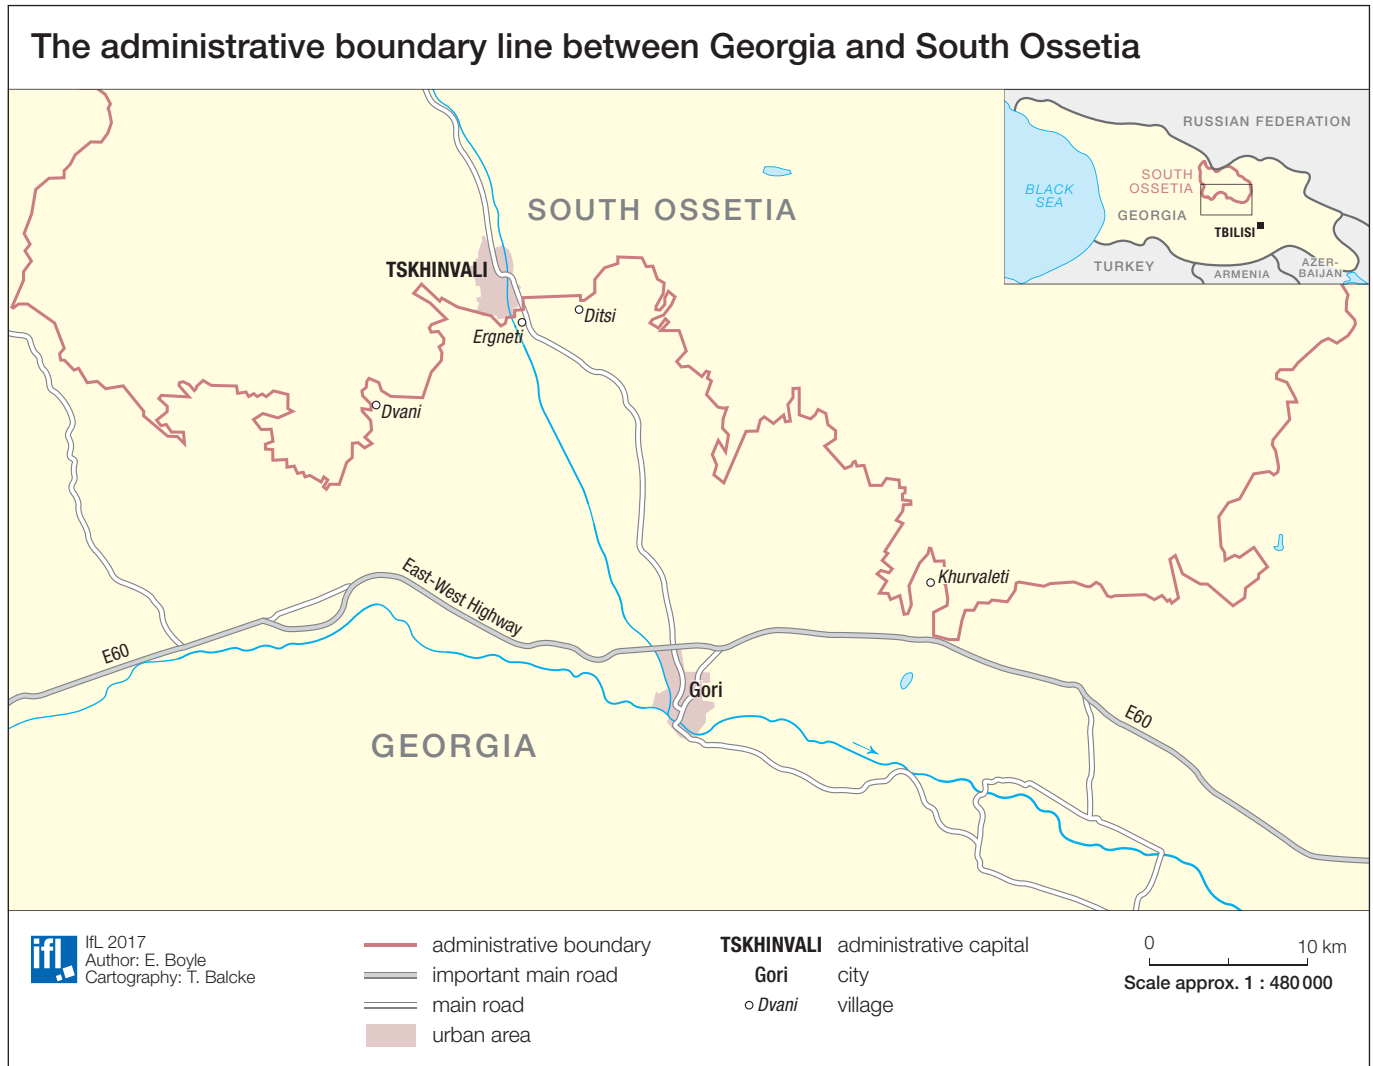 The administrative boundary line between Georgia and South Ossetia
RUSSIAN FEDERATION
SOUTH
OSSETIA
BLACK
SEA
GEORGIA
TBILISI
TURKEY
ARMENIA
AZER-
BAIJAN
SOUTH OSSETIA
TSKHINVALI
Ditsi
Ergneti
Dvani
Khurvaleti
East-West Highway
E60
Gori
E60
GEORGIA
ifl
IfL 2017
Author: E. Boyle
Cartography: T. Balcke
administrative boundary
important main road
main road
urban area
TSKHINVALI administrative capital
Gori city
Dvani village
0 10 km
Scale approx. 1 : 480 000